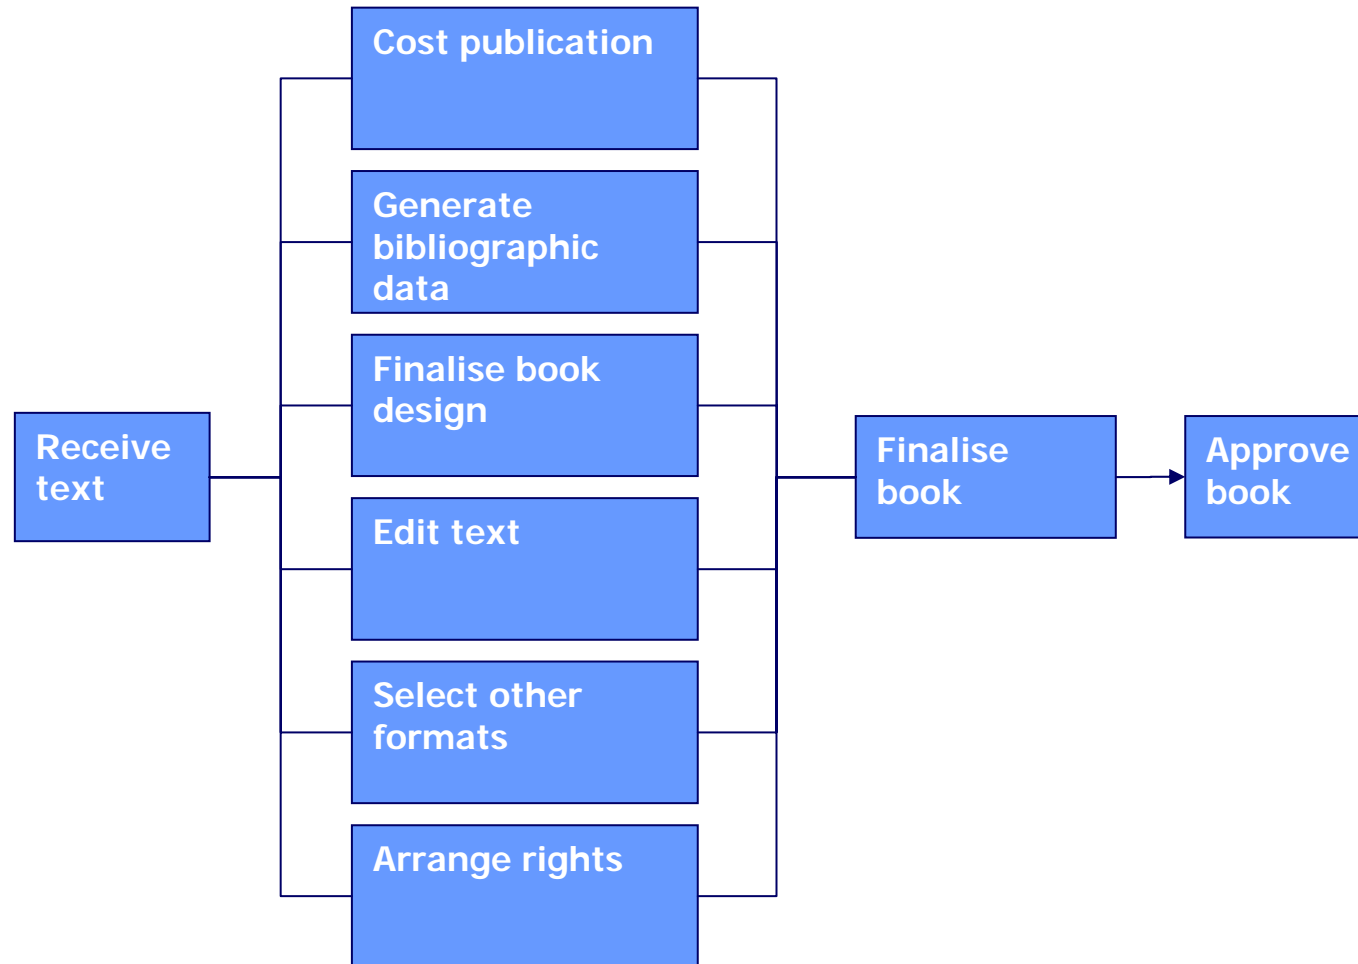 Cost publication
Generate
bibliographic
data
Finalise book
design
Receive
text
Edit text
Select other
formats
Arrange rights
Finalise
book
Approve
book